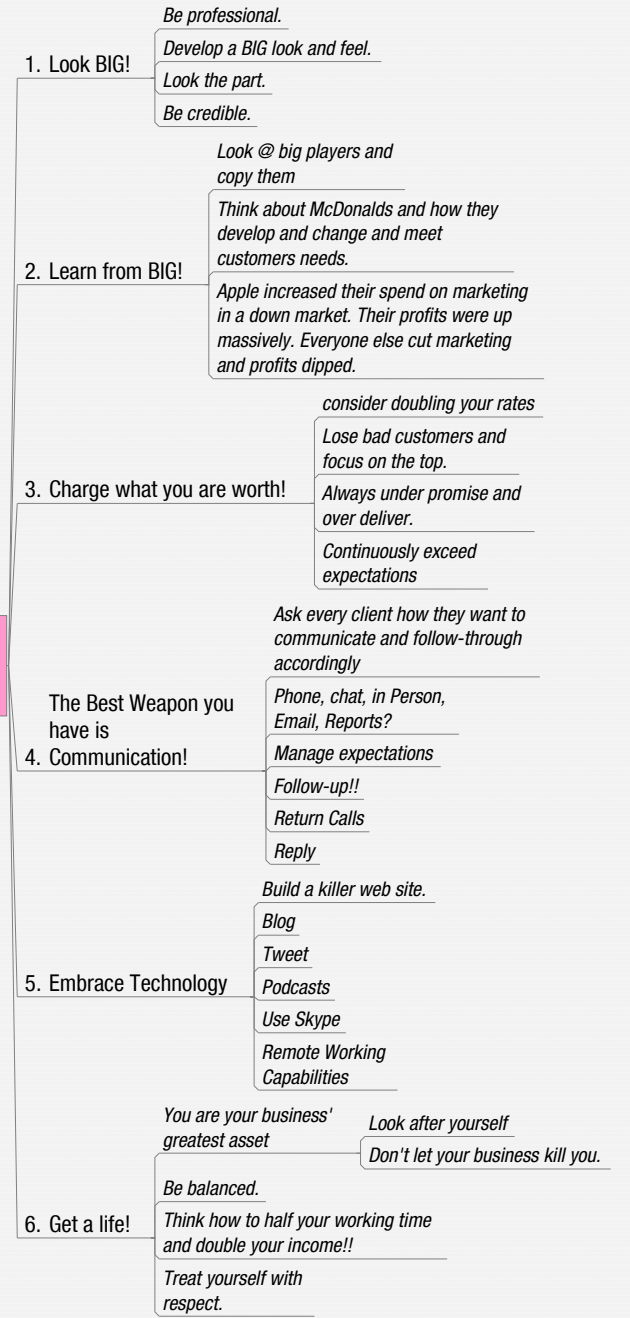 Be professional.
Develop a BIG look and feel.
1. Look BIG!
Look the part.
Be credible.
Look @ big players and
copy them
Think about McDonalds and how they
develop and change and meet
customers needs.
2. Learn from BIG!
Apple increased their spend on marketing
in a down market. Their profits were up
massively. Everyone else cut marketing
and profits dipped.
consider doubling your rates
Lose bad customers and
focus on the top.
3. Charge what you are worth!
Always under promise and
over deliver.
Continuously exceed
expectations
Ask every client how they want to
communicate and follow-through
accordingly
Phone, chat, in Person,
Email, Reports?
The Best Weapon you
have is
4. Communication!
Manage expectations
Follow-up!!
Return Calls
Reply
Build a killer web site.
Blog
Tweet
5. Embrace Technology
Podcasts
Use Skype
Remote Working
Capabilities
You are your business'
greatest asset
Look after yourself
Don't let your business kill you.
Be balanced.
6. Get a life!
Think how to half your working time
and double your income!!
Treat yourself with
respect.